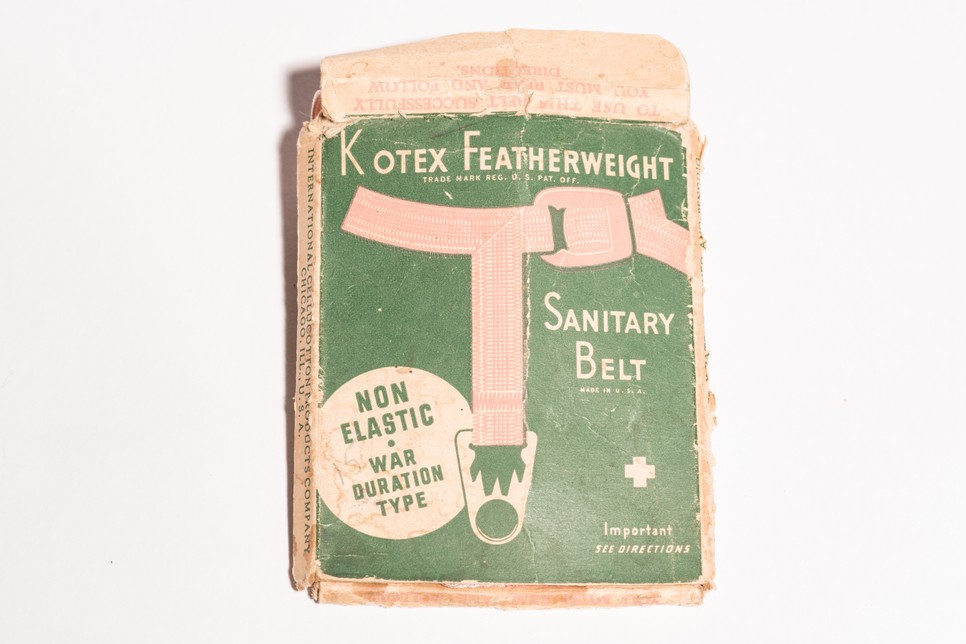 TO USE THIS BELT SUCCESSFULLY
YOU MUST READ AND FOLLOW
DIRECTIONS.
KOTEX FEATHERWEIGHT
TRADE MARK REG. U. S. PAT. OFF.
SANITARY
BELT
MADE IN U. S. A.
NON
ELASTIC
•
WAR
DURATION
TYPE
Important
SEE DIRECTIONS
INTERNATIONAL CELLUCOTTON PRODUCTS COMPANY
CHICAGO, ILL., U.S.A.